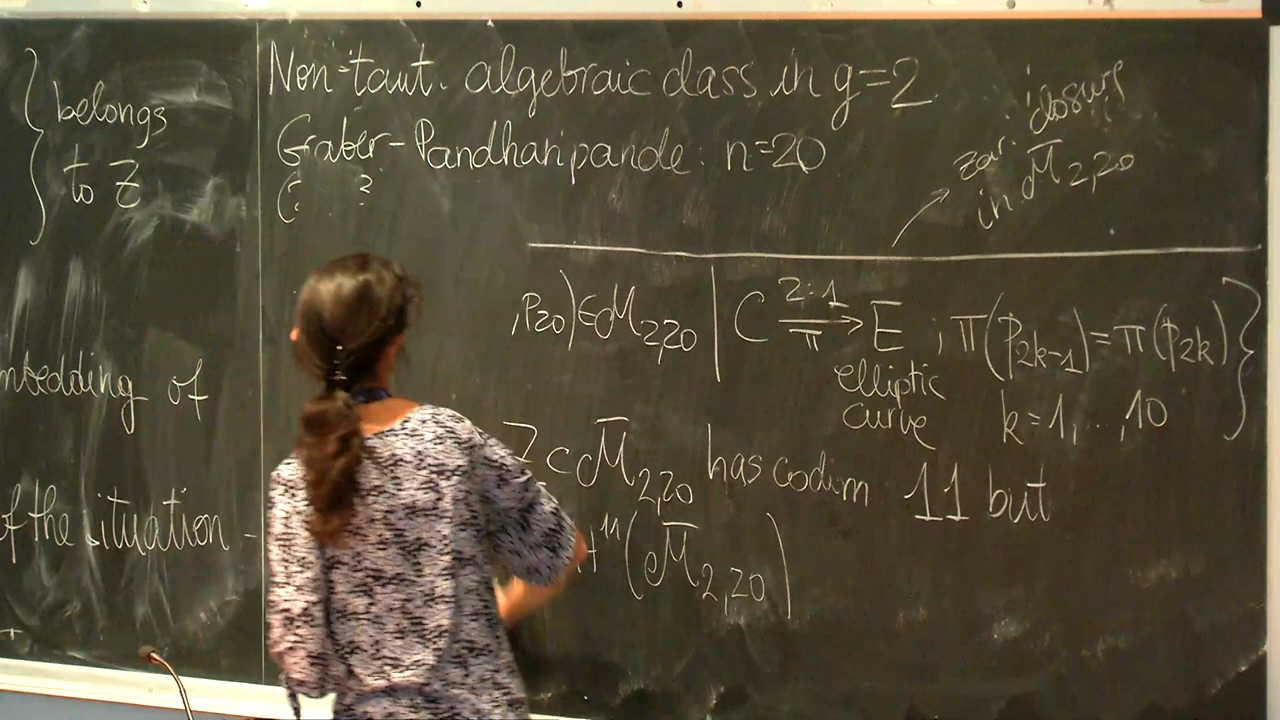 belongs
to Z
mbedding of
of the situation -
Non-taut. algebraic class in g=2
Graber-Pandharipande: n=20
(? ?
zar. closure
in M̅₂,₂₀
,p₂₀)∈M₂,₂₀ | C 2:1 →π E ; π(p₂ₖ₋₁)=π(p₂ₖ)}
elliptic
curve
k=1,...,10
Z ⊂ M̅₂,₂₀ has codim 11 but
H¹¹(M̅₂,₂₀)